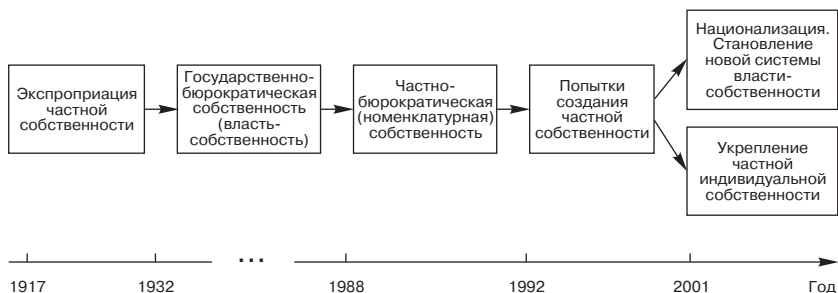 Экспроприация
частной
собственности
Государственно-
бюрократическая
собственность
(власть-
собственность)
Частно-
бюрократическая
(номенклатурная)
собственность
Попытки
создания
частной
собственности
Национализация.
Становление
новой системы
власти-
собственности
Укрепление
частной
индивидуальной
собственности
...
1917 1932 1988 1992 2001 Год